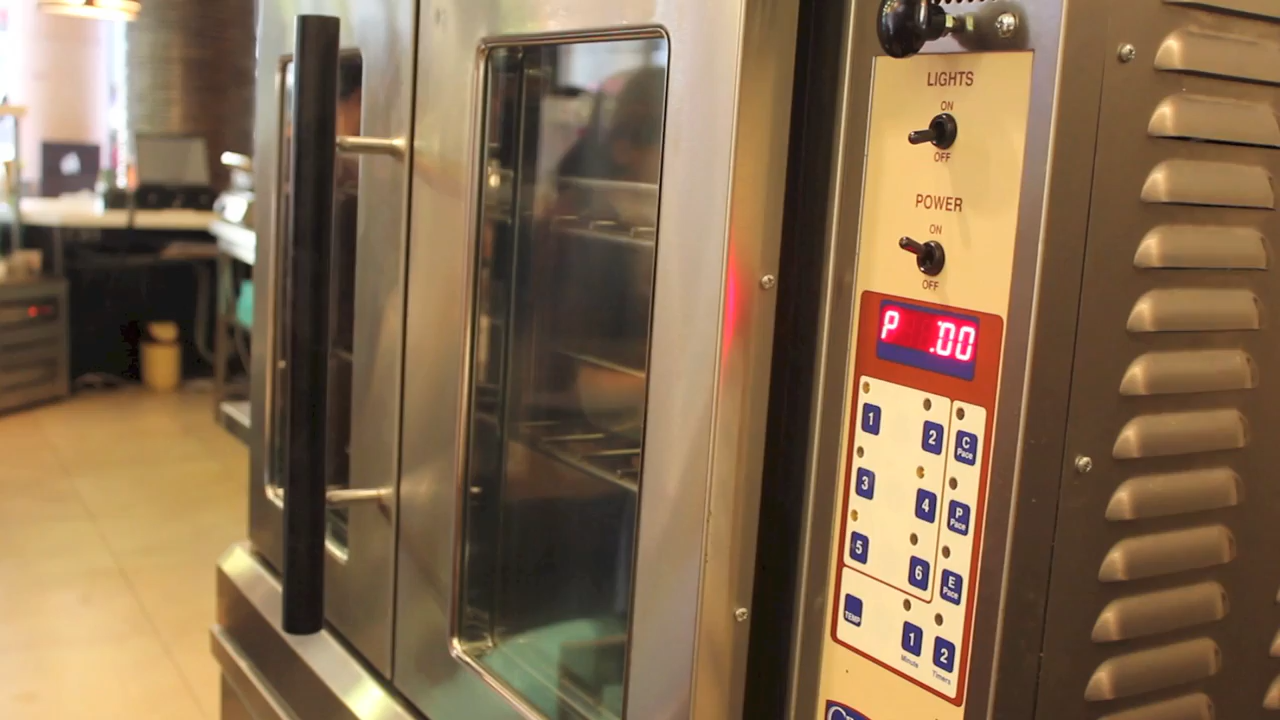 LIGHTS
ON
OFF
POWER
ON
OFF
P .00
1
2
C
Pace
3
4
P
Pace
5
6
E
Pace
TEMP
1
Minute
2
Timers